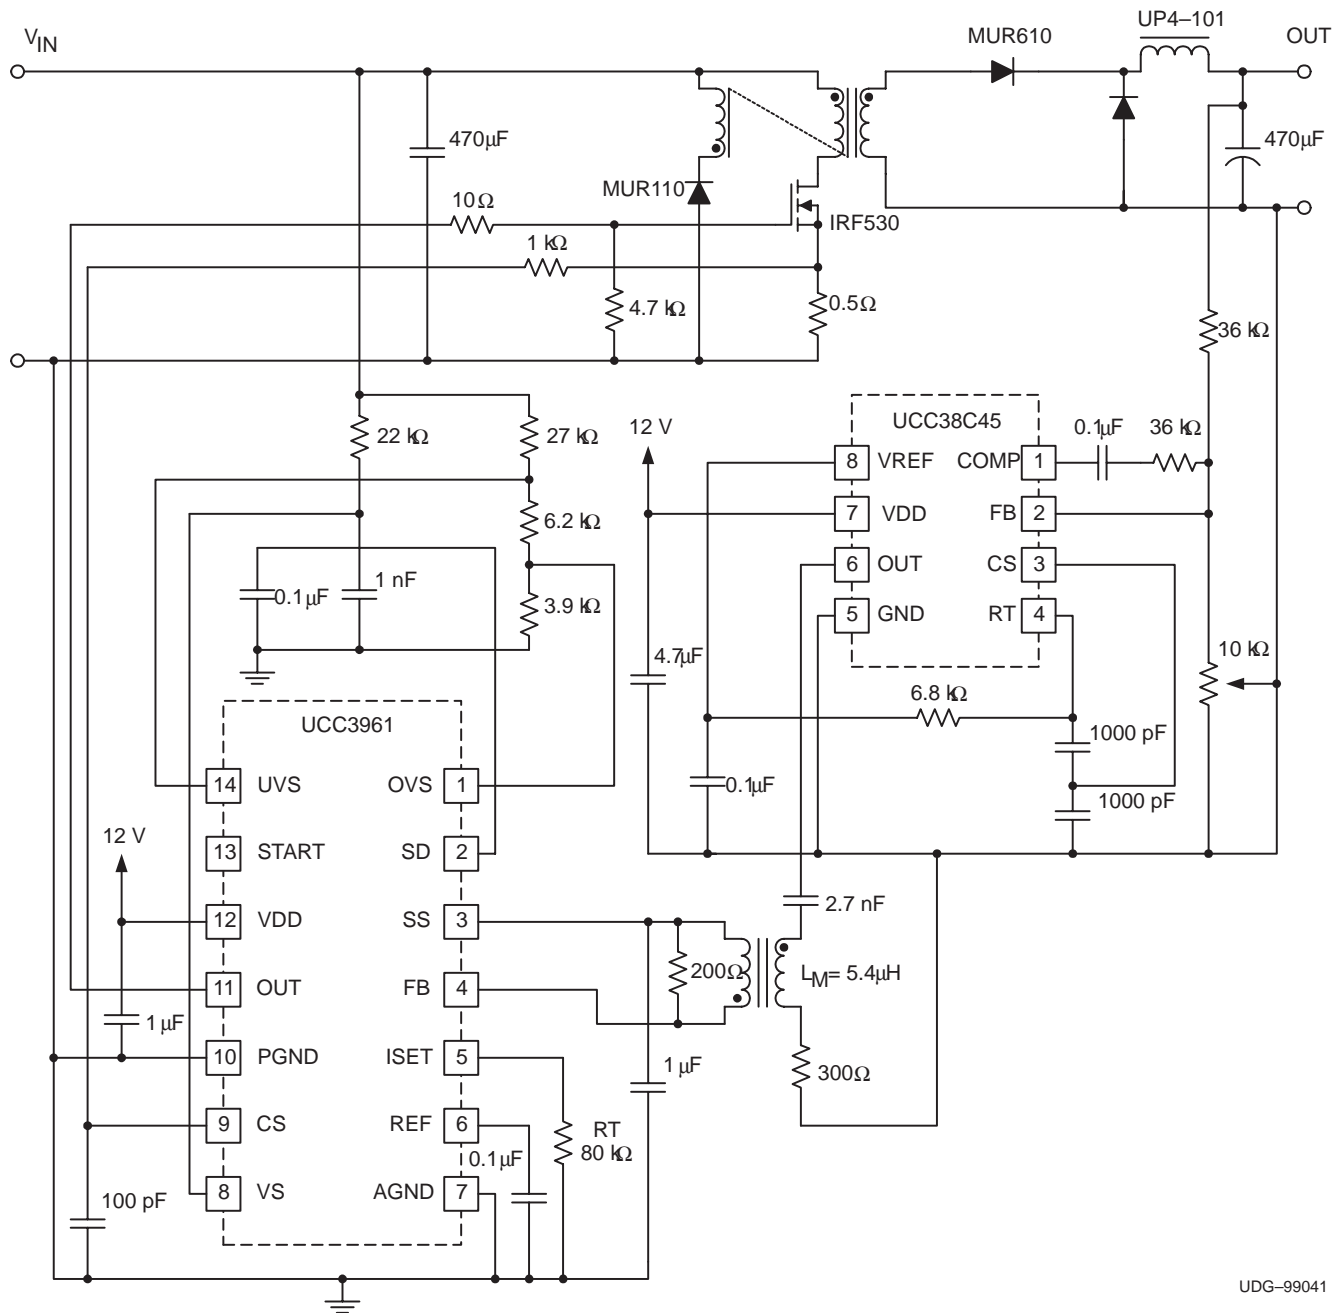 UP4–101
V_IN
MUR610
OUT
470µF
470µF
MUR110
10Ω
IRF530
1 kΩ
4.7 kΩ
0.5Ω
36 kΩ
UCC38C45
12 V
0.1µF
36 kΩ
22 kΩ
27 kΩ
8 VREF COMP 1
7 VDD FB 2
6.2 kΩ
6 OUT CS 3
0.1µF
1 nF
3.9 kΩ
5 GND RT 4
4.7µF
10 kΩ
6.8 kΩ
UCC3961
1000 pF
0.1µF
1000 pF
14 UVS OVS 1
12 V
13 START SD 2
2.7 nF
12 VDD SS 3
200Ω
L_M= 5.4µH
11 OUT FB 4
1 µF
10 PGND ISET 5
1 µF
300Ω
9 CS REF 6
RT
80 kΩ
0.1µF
100 pF
8 VS AGND 7
UDG–99041